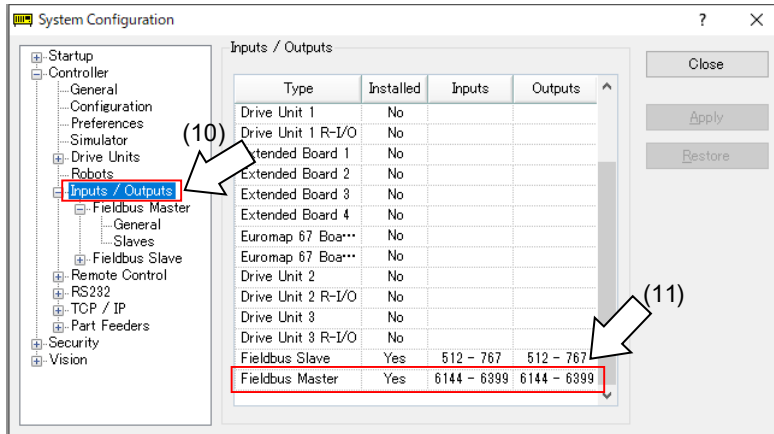 System Configuration
? ×
Startup
Controller
General
Configuration
Preferences
Simulator
Drive Units
Robots
Inputs / Outputs
Fieldbus Master
General
Slaves
Fieldbus Slave
Remote Control
RS232
TCP / IP
Part Feeders
Security
Vision
(10)
Inputs / Outputs
Type Installed Inputs Outputs
Drive Unit 1 No
Drive Unit 1 R-I/O No
Extended Board 1 No
Extended Board 2 No
Extended Board 3 No
Extended Board 4 No
Euromap 67 Boa··· No
Euromap 67 Boa··· No
Drive Unit 2 No
Drive Unit 2 R-I/O No
Drive Unit 3 No
Drive Unit 3 R-I/O No
Fieldbus Slave Yes 512 - 767 512 - 767
Fieldbus Master Yes 6144 - 6399 6144 - 6399
(11)
Close
Apply
Restore